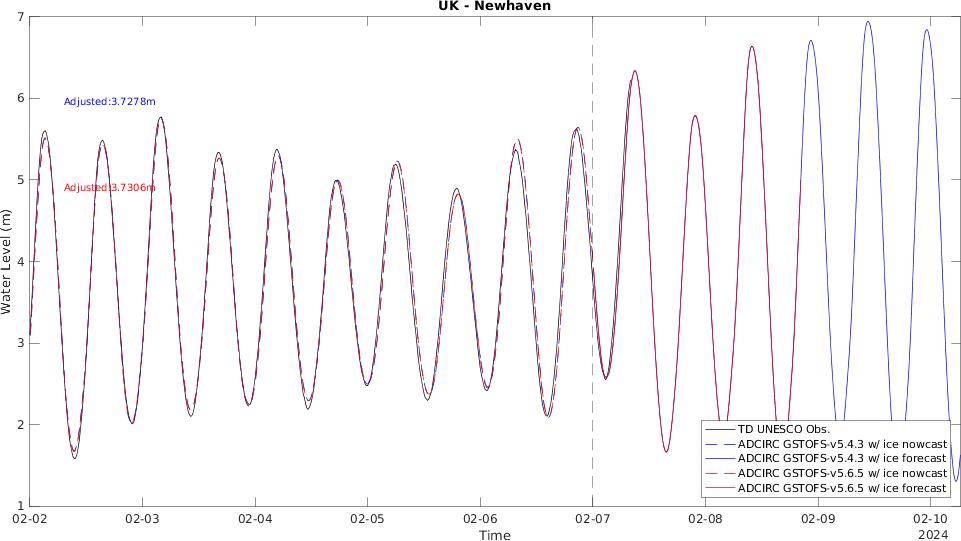 UK - Newhaven
7
6
5
4
3
2
1
Water Level (m)
Adjusted:3.7278m
Adjusted:3.7306m
TD UNESCO Obs.
ADCIRC GSTOFS-v5.4.3 w/ ice nowcast
ADCIRC GSTOFS-v5.4.3 w/ ice forecast
ADCIRC GSTOFS-v5.6.5 w/ ice nowcast
ADCIRC GSTOFS-v5.6.5 w/ ice forecast
02-02 02-03 02-04 02-05 02-06 02-07 02-08 02-09 02-10
2024
Time